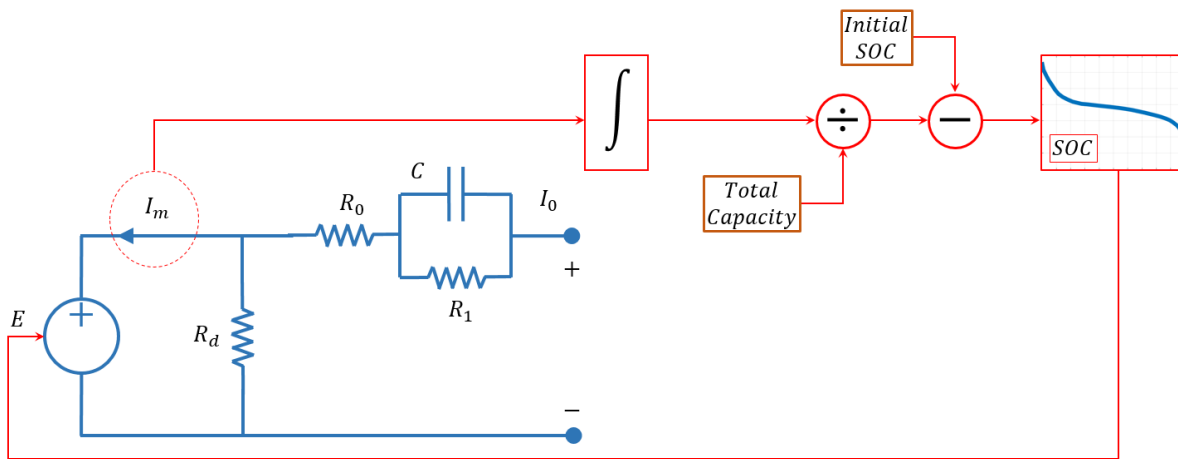 Initial
SOC
∫
÷
−
SOC
Total
Capacity
I_m
R_0
C
I_0
R_1
+
E
+
R_d
−